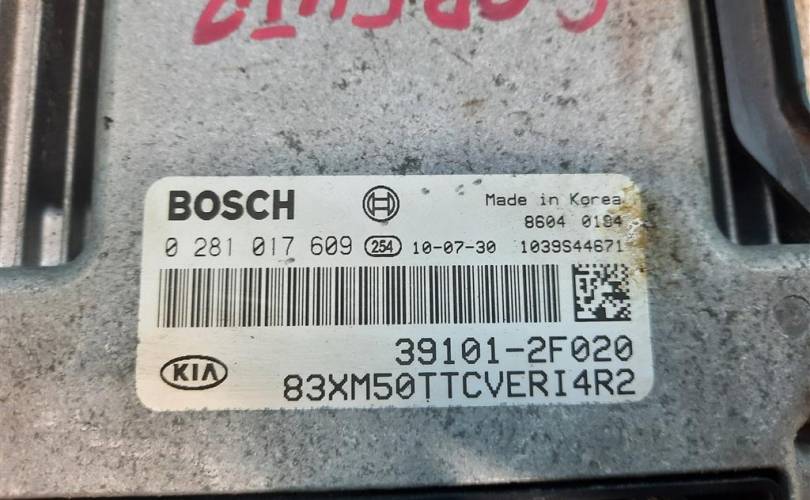 BOSCH
Made in Korea
8604 0194
0 281 017 609 254 10-07-30 1039S44671
39101-2F020
KIA 83XM50TTCVERI4R2